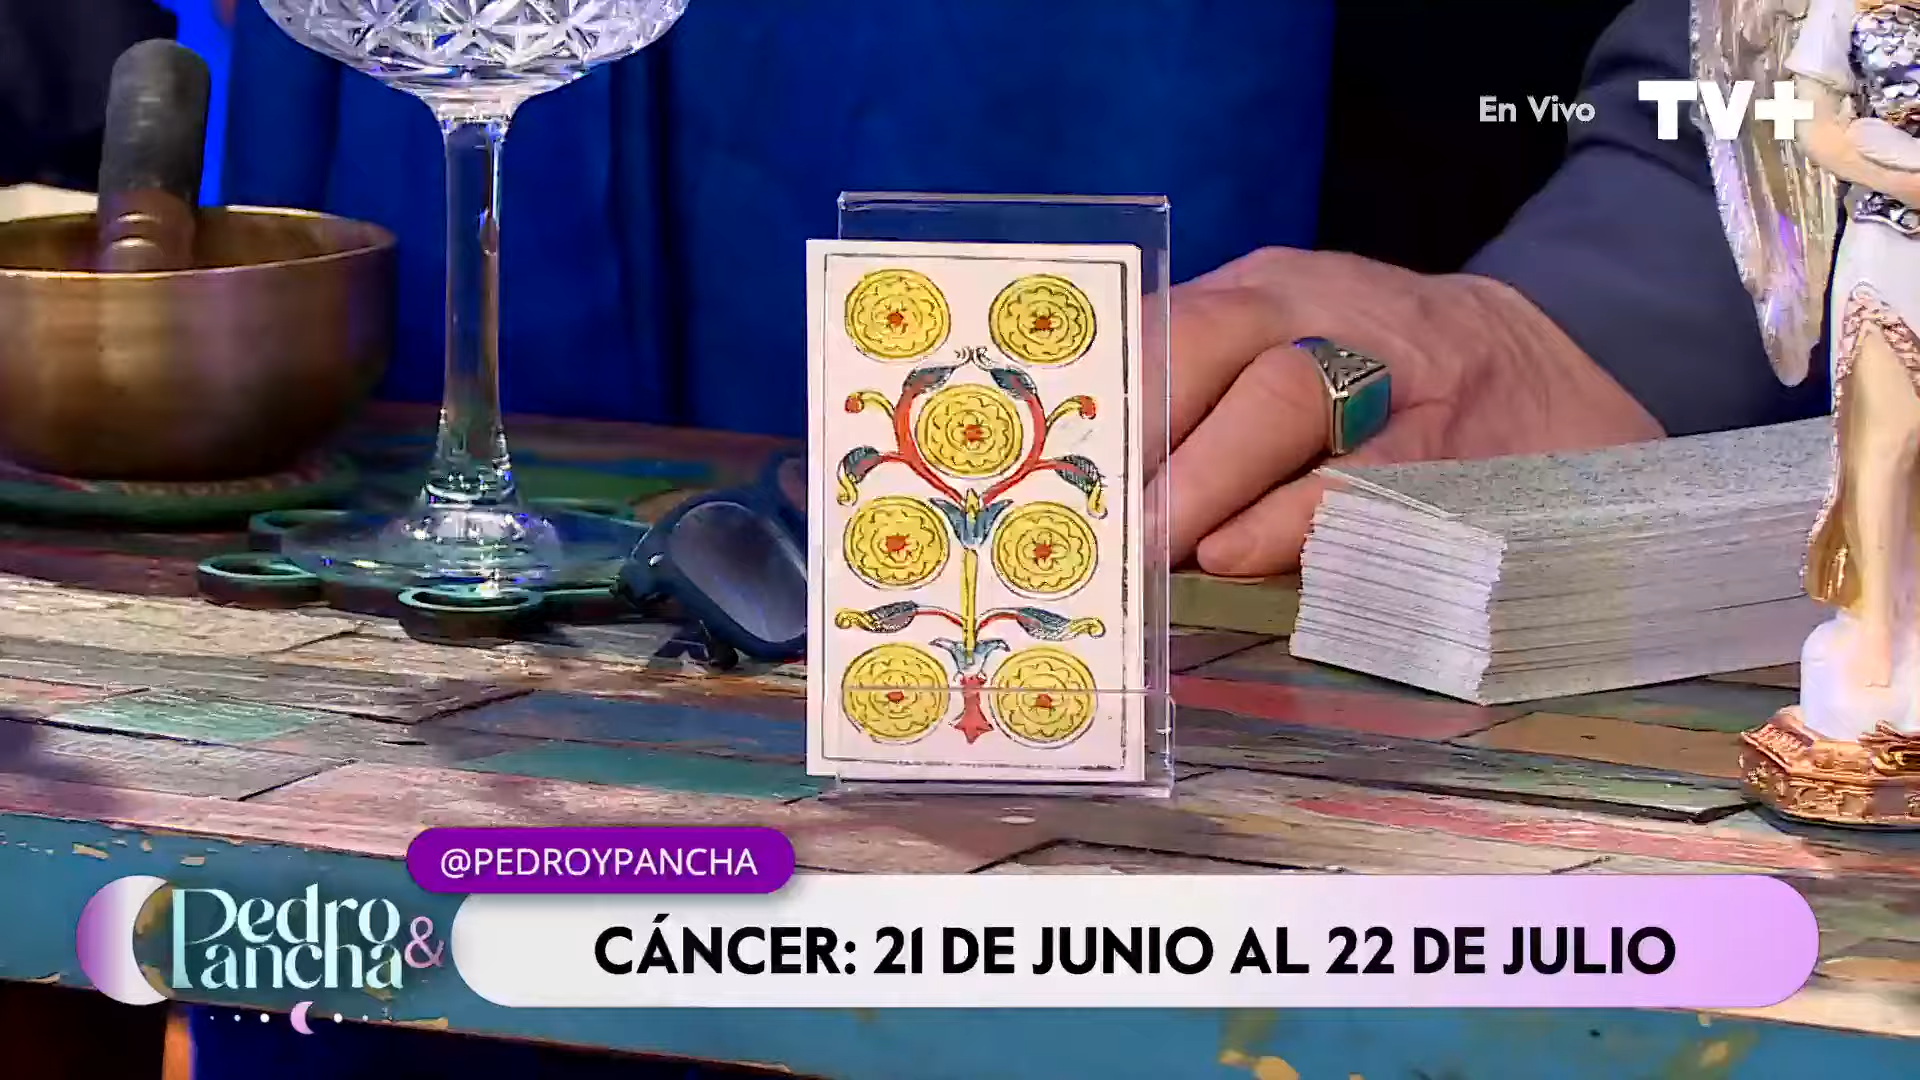 En Vivo TV+
@PEDROYPANCHA
Pedro &
Pancha
CÁNCER: 21 DE JUNIO AL 22 DE JULIO